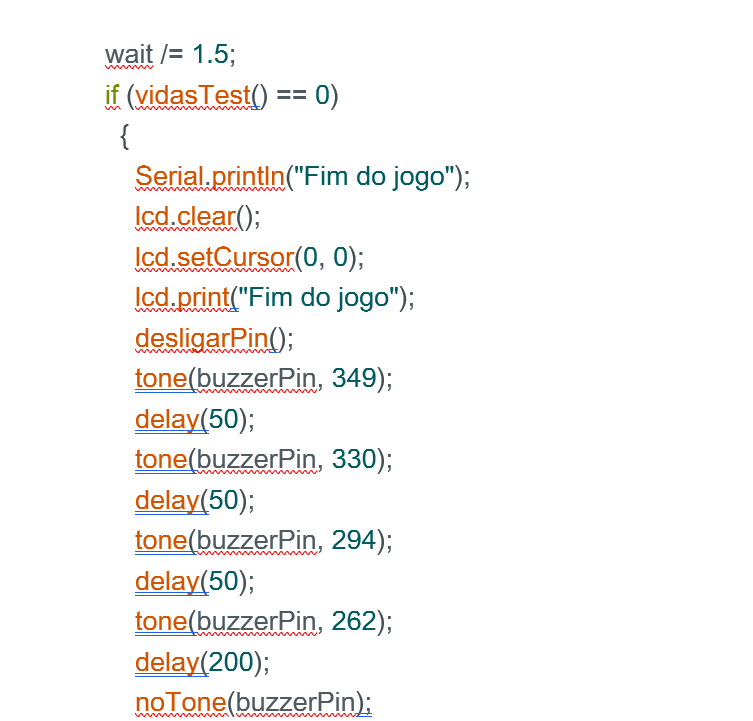 wait /= 1.5;
if (vidasTest() == 0)
{
Serial.println("Fim do jogo");
lcd.clear();
lcd.setCursor(0, 0);
lcd.print("Fim do jogo");
desligarPin();
tone(buzzerPin, 349);
delay(50);
tone(buzzerPin, 330);
delay(50);
tone(buzzerPin, 294);
delay(50);
tone(buzzerPin, 262);
delay(200);
noTone(buzzerPin);